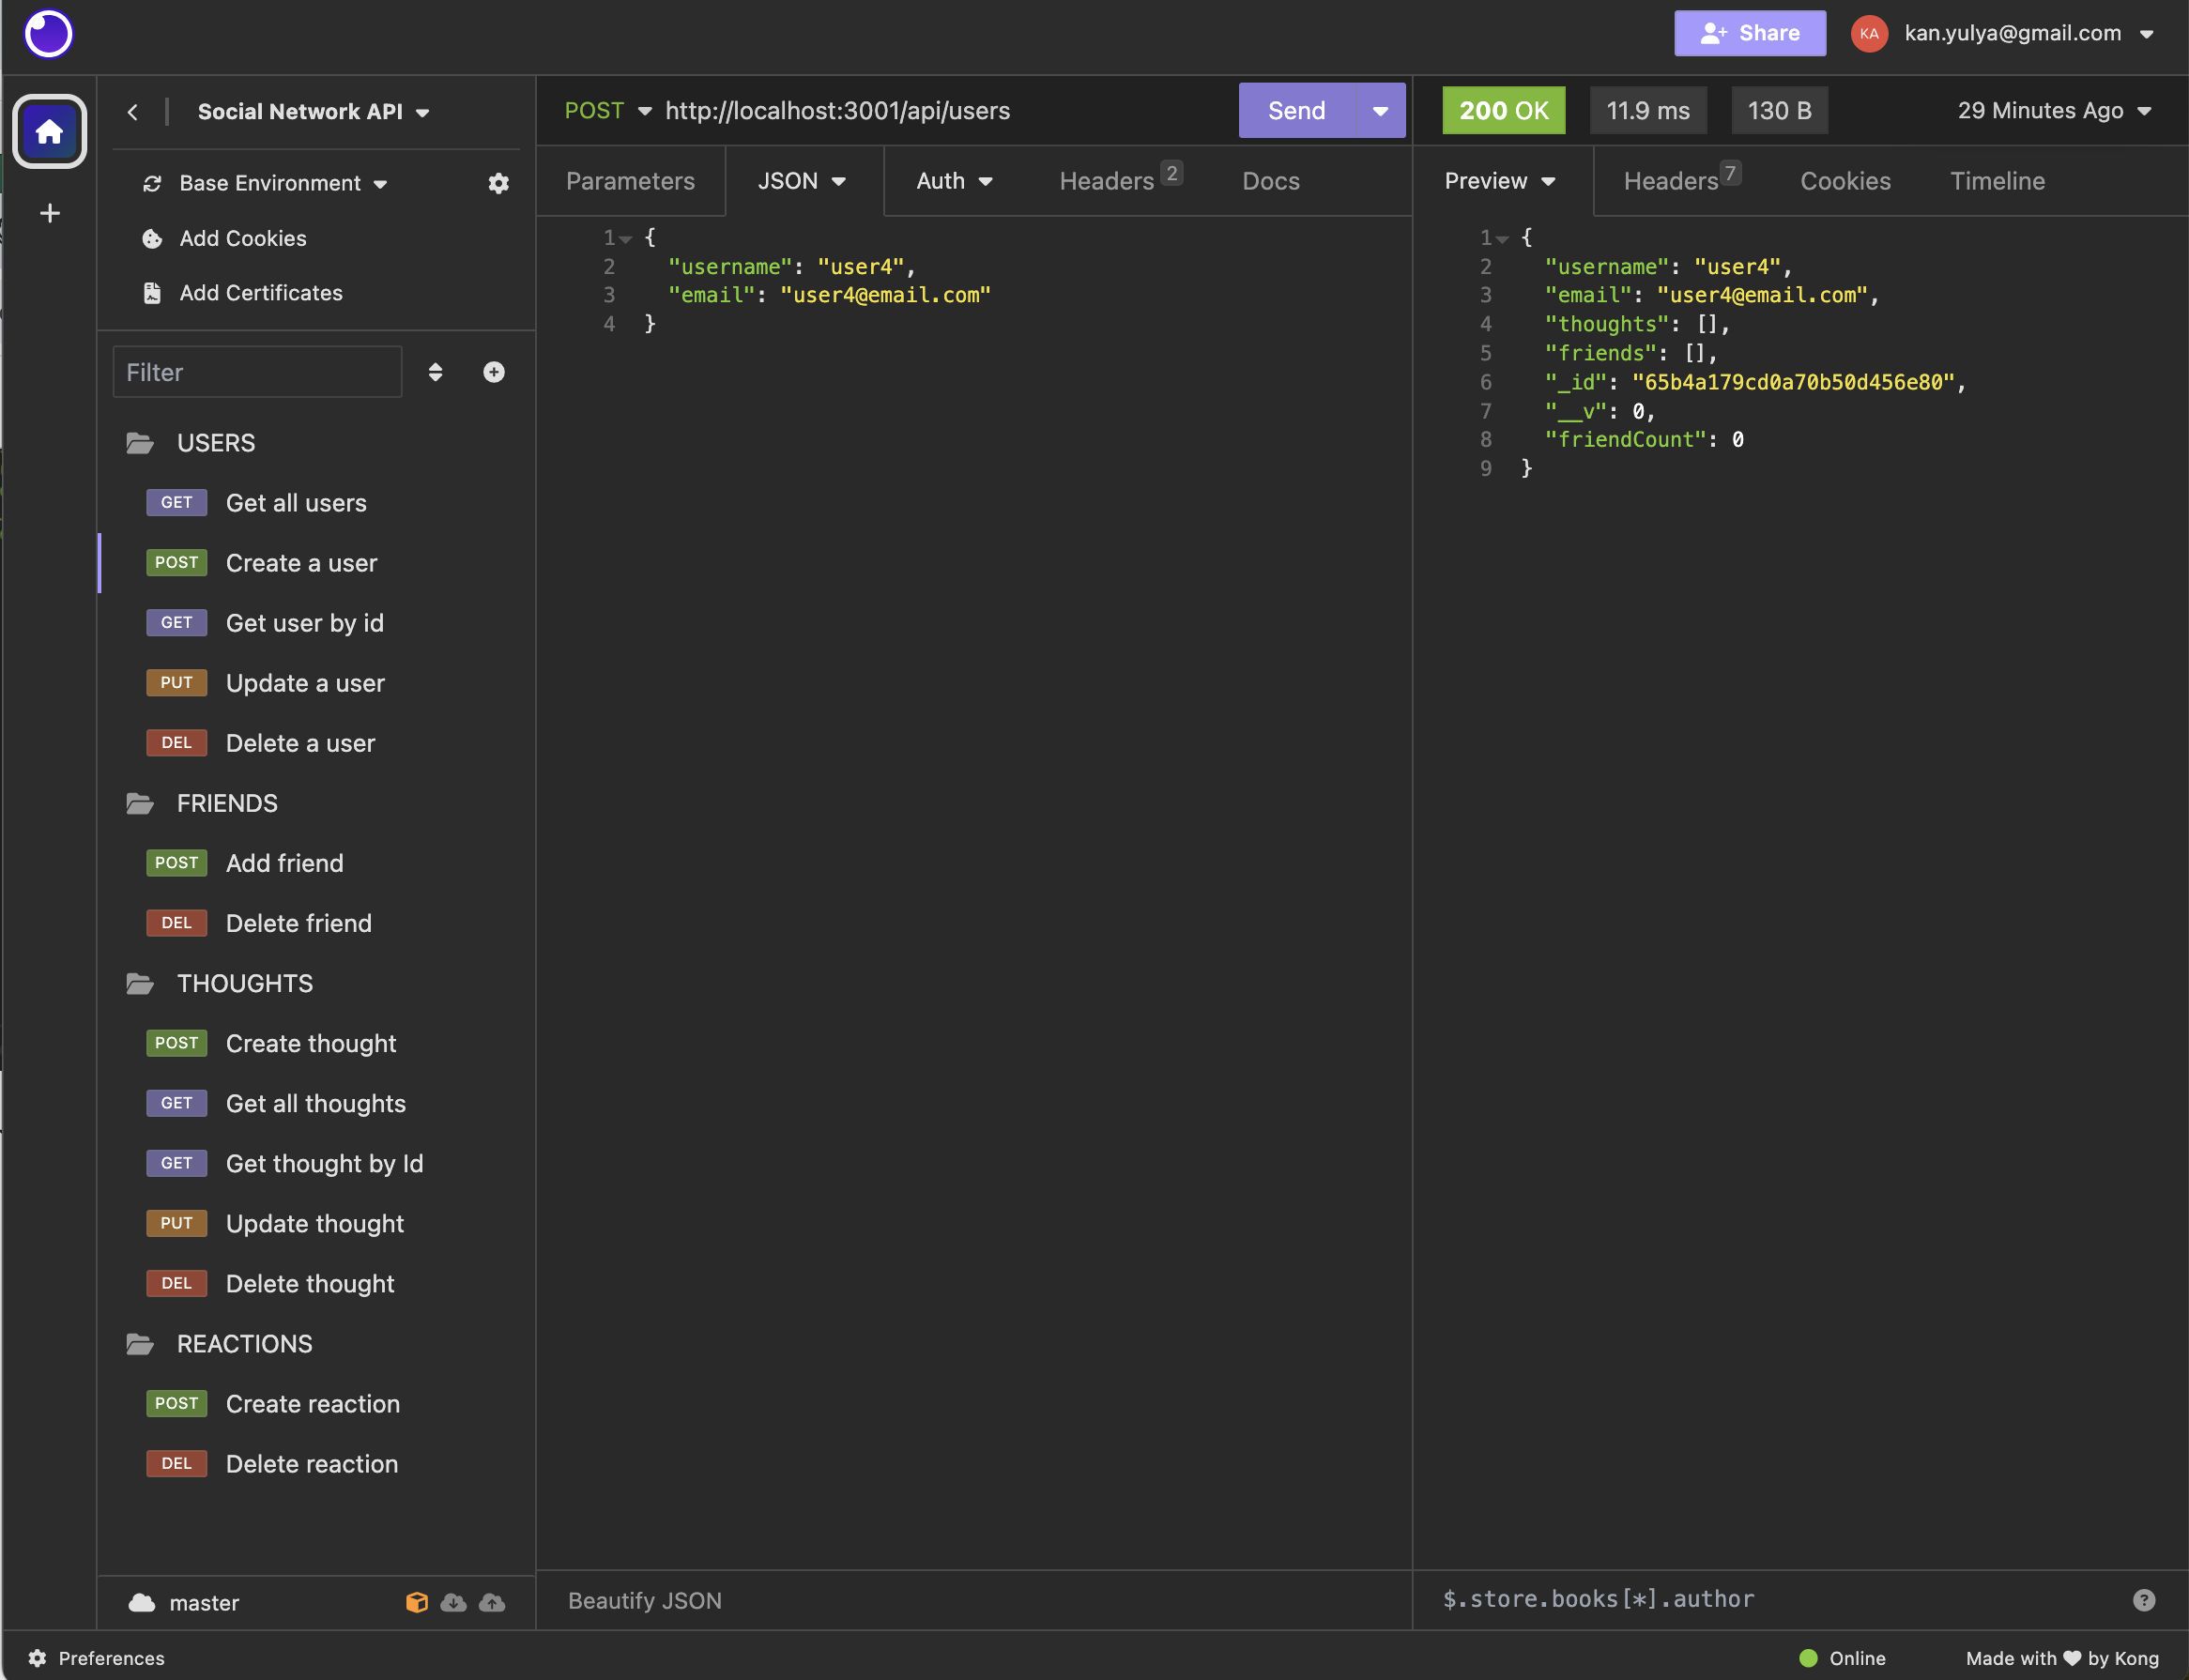 Share
KA
kan.yulya@gmail.com
Social Network API
Base Environment
Add Cookies
Add Certificates
Filter
USERS
GET Get all users
POST Create a user
GET Get user by id
PUT Update a user
DEL Delete a user
FRIENDS
POST Add friend
DEL Delete friend
THOUGHTS
POST Create thought
GET Get all thoughts
GET Get thought by Id
PUT Update thought
DEL Delete thought
REACTIONS
POST Create reaction
DEL Delete reaction
master
POST http://localhost:3001/api/users Send
Parameters JSON Auth Headers 2 Docs
1 {
2 "username": "user4",
3 "email": "user4@email.com"
4 }
Beautify JSON
200 OK 11.9 ms 130 B 29 Minutes Ago
Preview Headers 7 Cookies Timeline
1 {
2 "username": "user4",
3 "email": "user4@email.com",
4 "thoughts": [],
5 "friends": [],
6 "_id": "65b4a179cd0a70b50d456e80",
7 "__v": 0,
8 "friendCount": 0
9 }
$.store.books[*].author
?
Preferences
Online
Made with ♥ by Kong